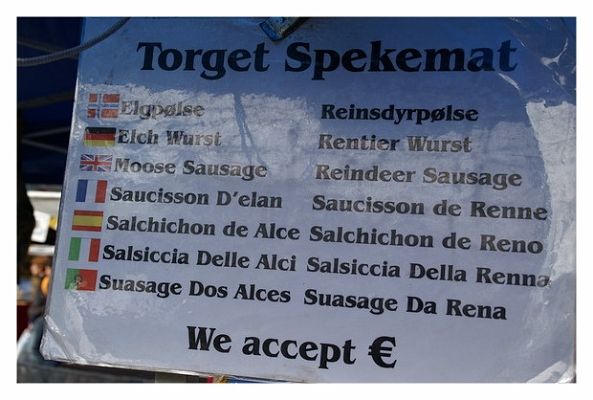 Torget Spekemat
Elgpølse Reinsdyrpølse
Elch Wurst Rentier Wurst
Moose Sausage Reindeer Sausage
Saucisson D'elan Saucisson de Renne
Salchichon de Alce Salchichon de Reno
Salsiccia Delle Alci Salsiccia Della Renna
Suasage Dos Alces Suasage Da Rena
We accept €